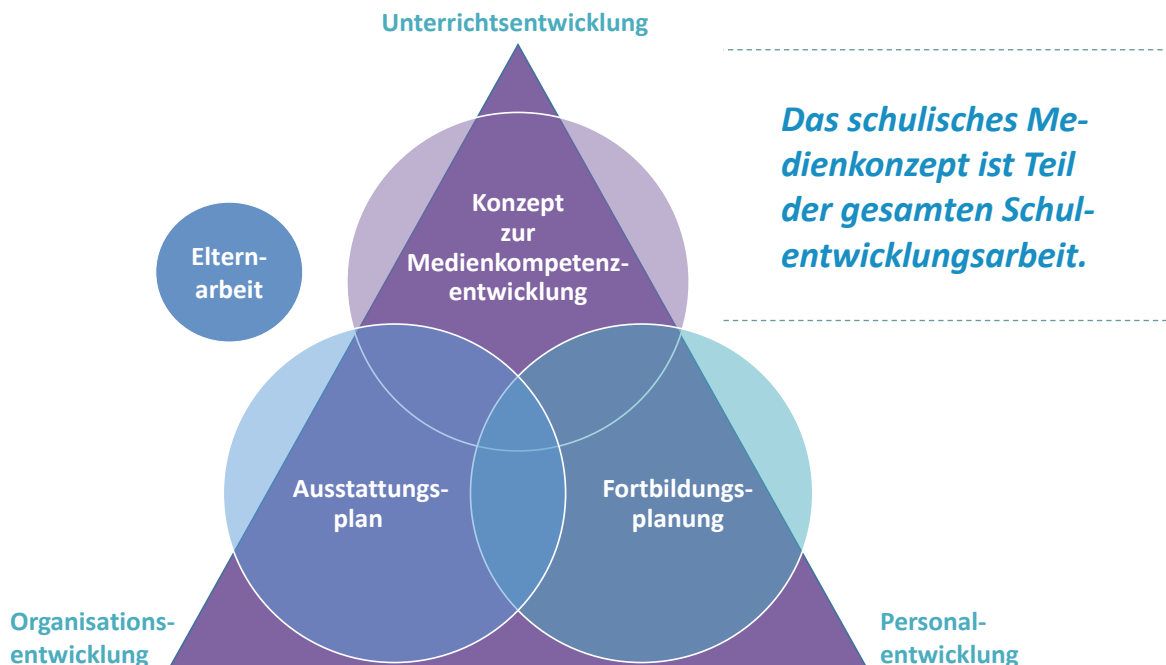 Unterrichtsentwicklung
Das schulisches Me-
dienkonzept ist Teil
der gesamten Schul-
entwicklungsarbeit.
Konzept
zur
Medienkompetenz-
entwicklung
Eltern-
arbeit
Ausstattungs-
plan
Fortbildungs-
planung
Organisations-
entwicklung
Personal-
entwicklung